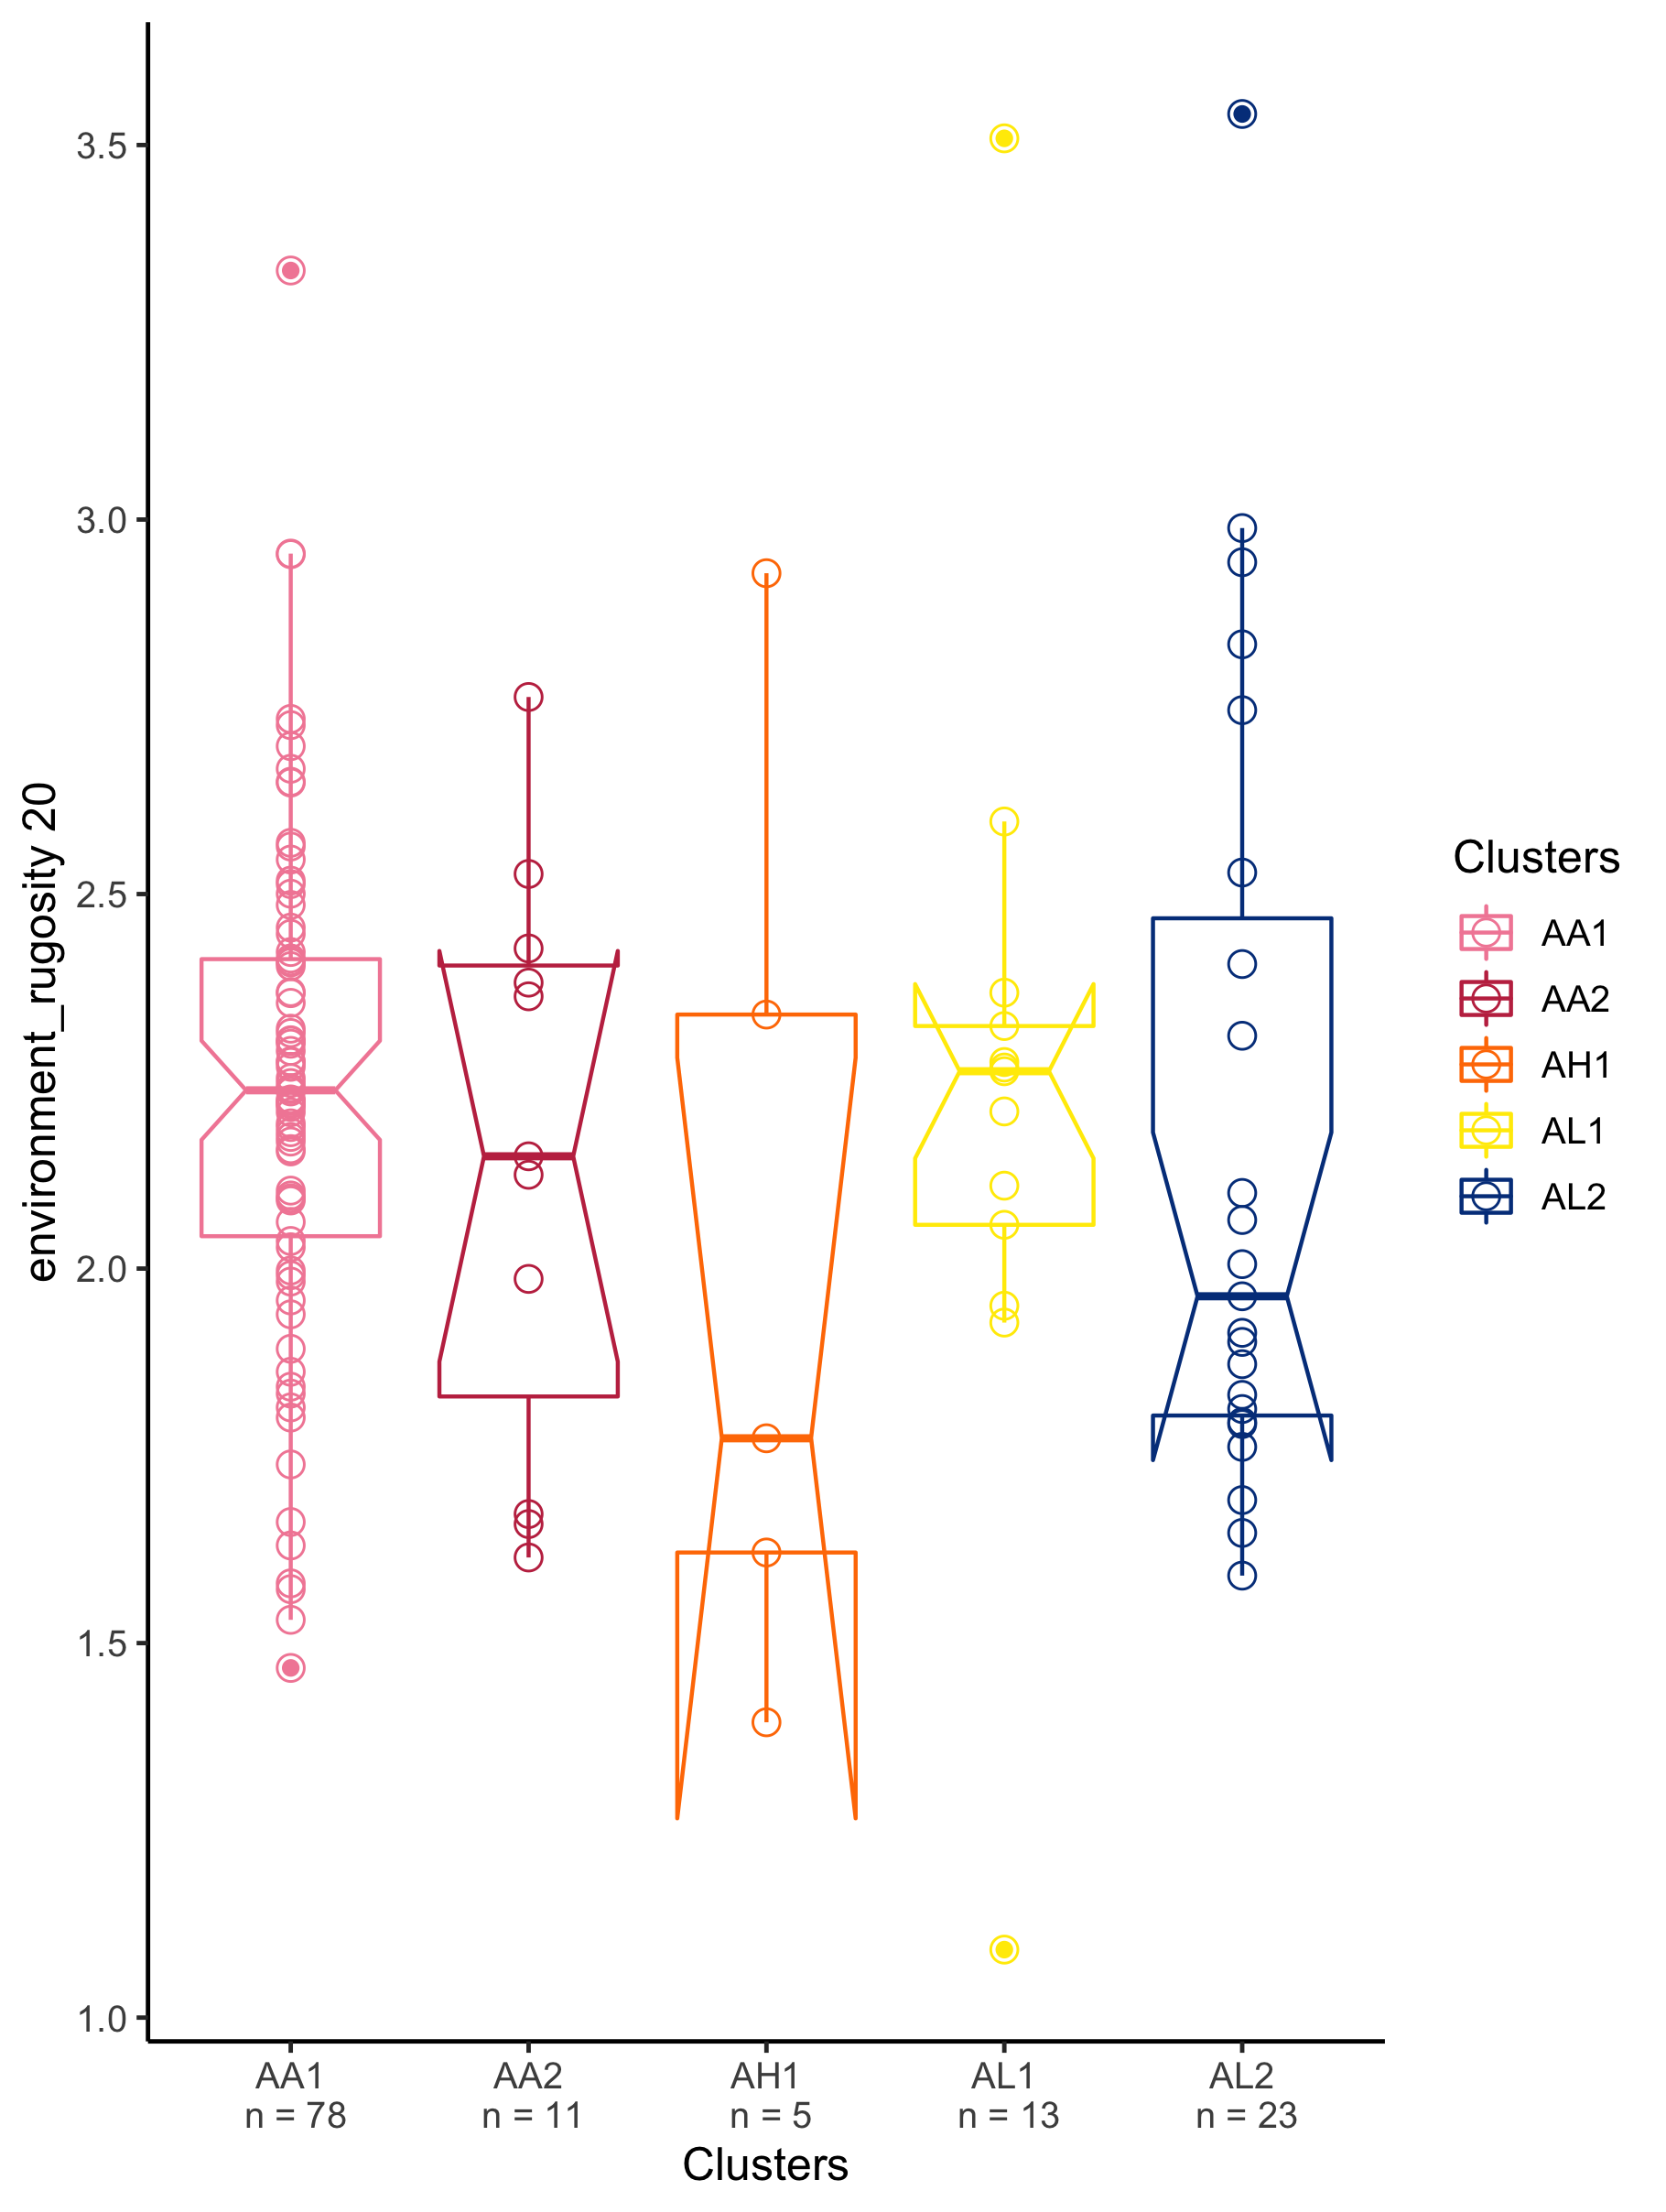 environment_rugosity 20
3.5
3.0
2.5
2.0
1.5
1.0
AA1 AA2 AH1 AL1 AL2
n = 78 n = 11 n = 5 n = 13 n = 23
Clusters
Clusters
AA1
AA2
AH1
AL1
AL2